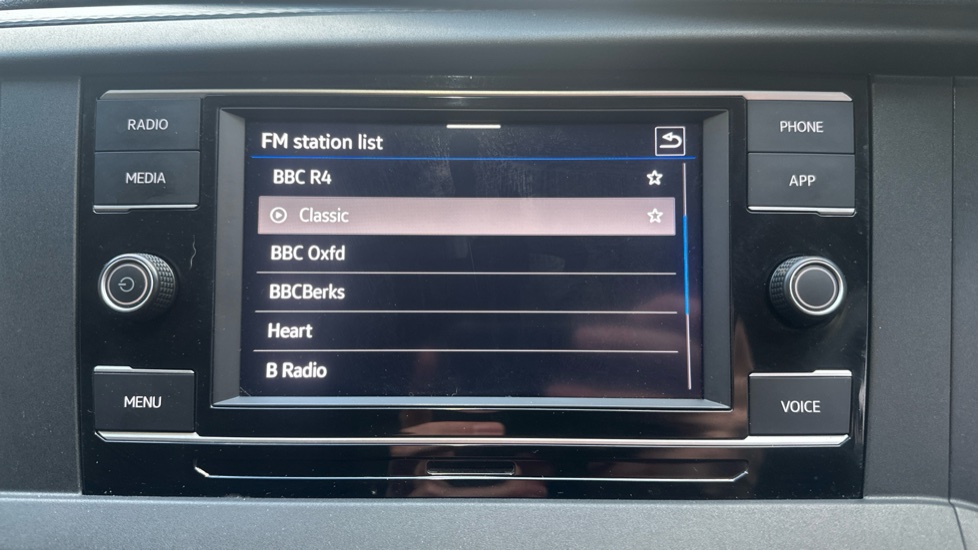 RADIO
MEDIA
MENU
FM station list
BBC R4
Classic
BBC Oxfd
BBCBerks
Heart
B Radio
PHONE
APP
VOICE